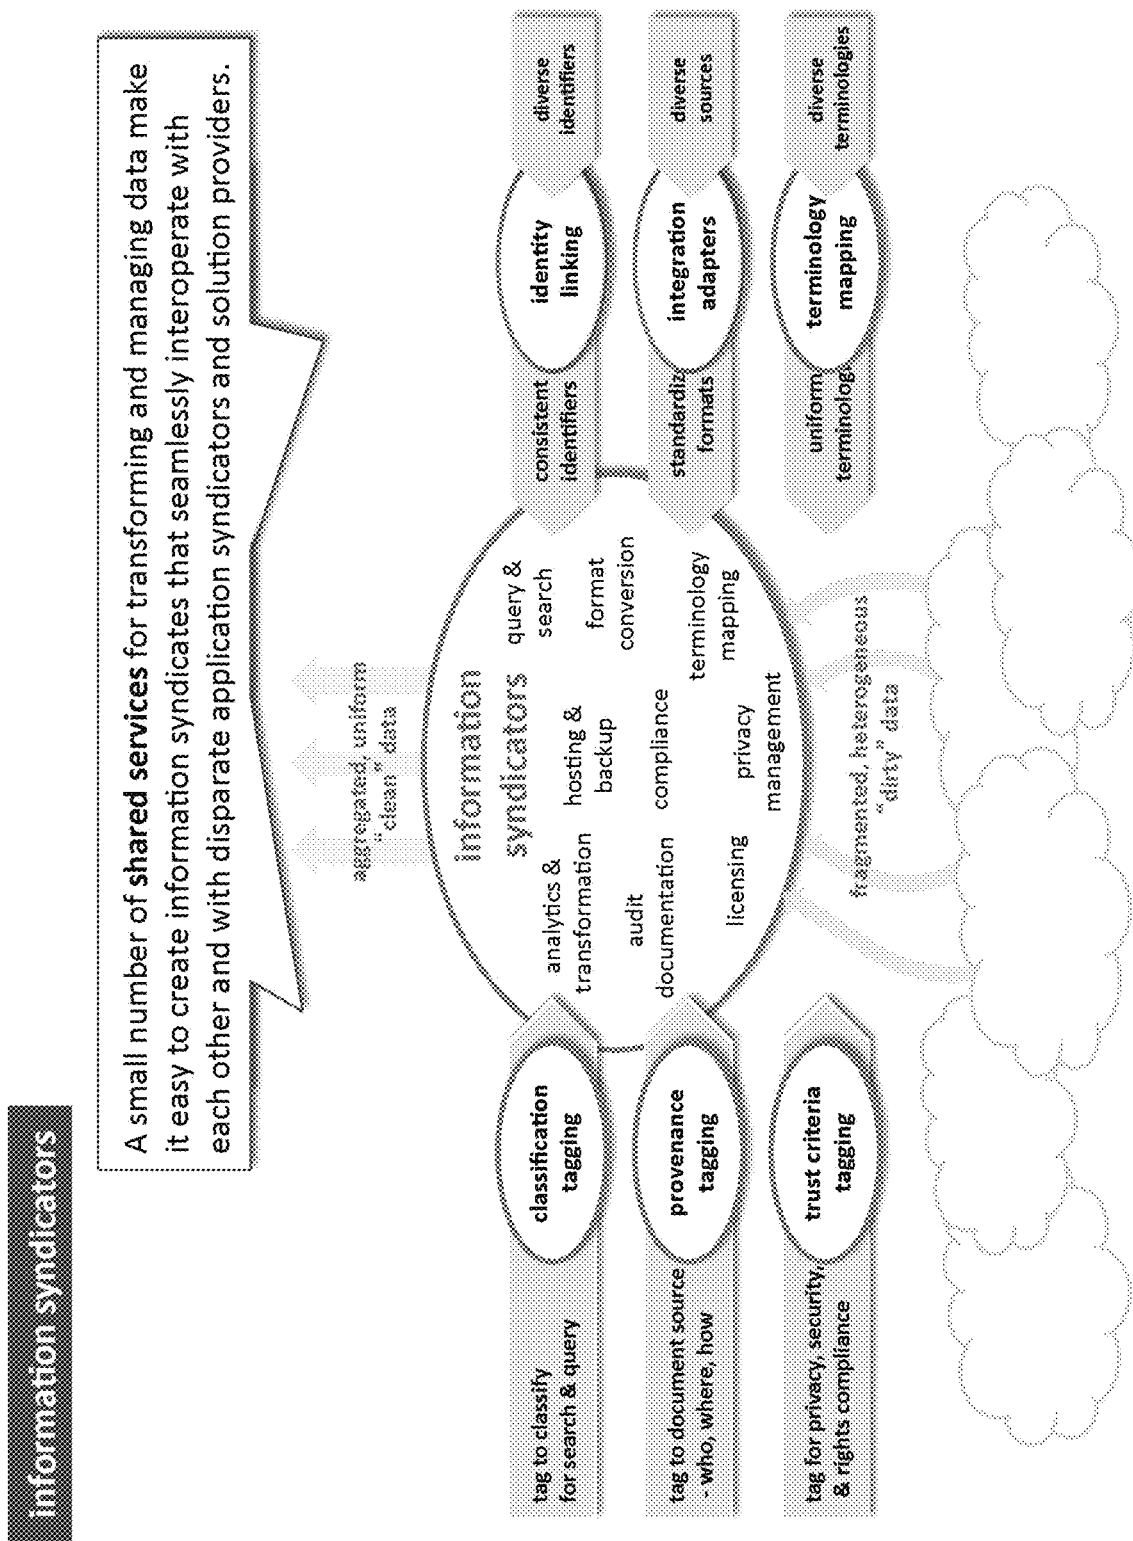 information syndicators
A small number of shared services for transforming and managing data make
it easy to create information syndicates that seamlessly interoperate with
each other and with disparate application syndicators and solution providers.
aggregated, uniform
"clean" data
information
syndicators
analytics &
transformation
hosting &
backup
query &
search
format
conversion
audit
documentation
compliance
terminology
mapping
licensing
privacy
management
tag to classify
for search & query
classification
tagging
tag to document source
- who, where, how
provenance
tagging
tag for privacy, security,
& rights compliance
trust criteria
tagging
consistent
identifiers
identity
linking
diverse
identifiers
standardiz
formats
integration
adapters
diverse
sources
uniform
terminolog
terminology
mapping
diverse
terminologies
fragmented, heterogeneous
"dirty" data